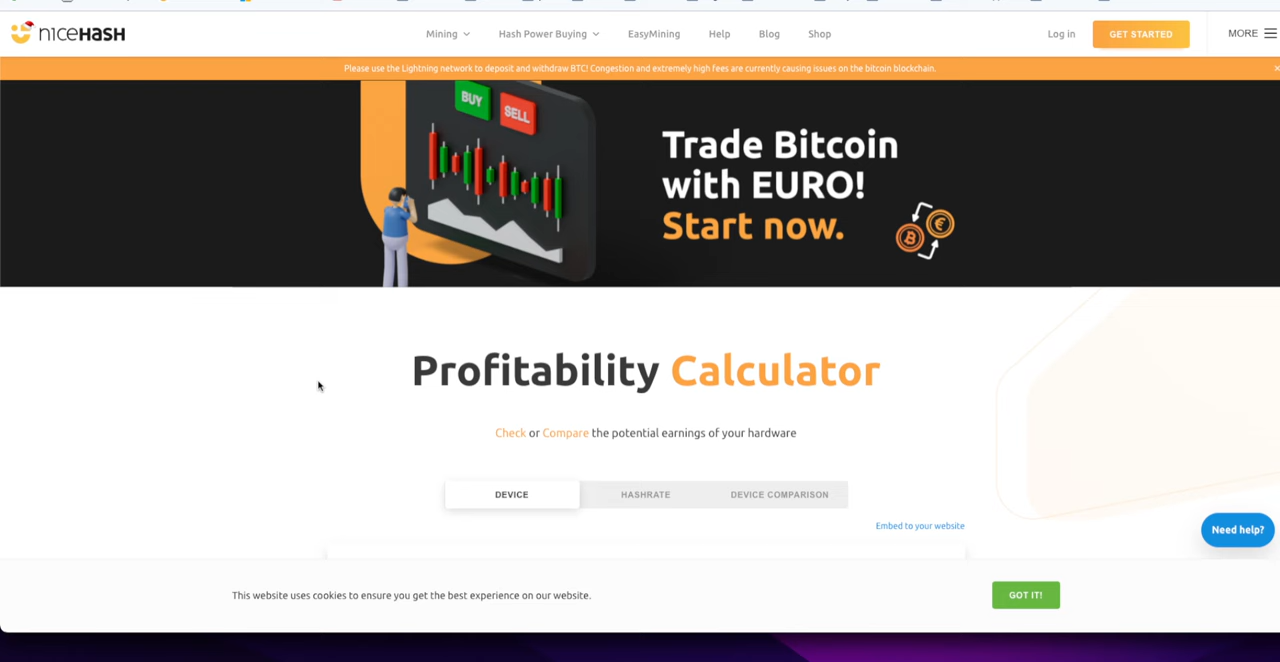 nıceHASH
Mining
Hash Power Buying
EasyMining
Help
Blog
Shop
Log in
GET STARTED
MORE
Please use the Lightning network to deposit and withdraw BTC! Congestion and extremely high fees are currently causing issues on the bitcoin blockchain.
BUY
SELL
Trade Bitcoin
with EURO!
Start now.
Profitability Calculator
Check or Compare the potential earnings of your hardware
DEVICE
HASHRATE
DEVICE COMPARISON
Embed to your website
Need help?
This website uses cookies to ensure you get the best experience on our website.
GOT IT!